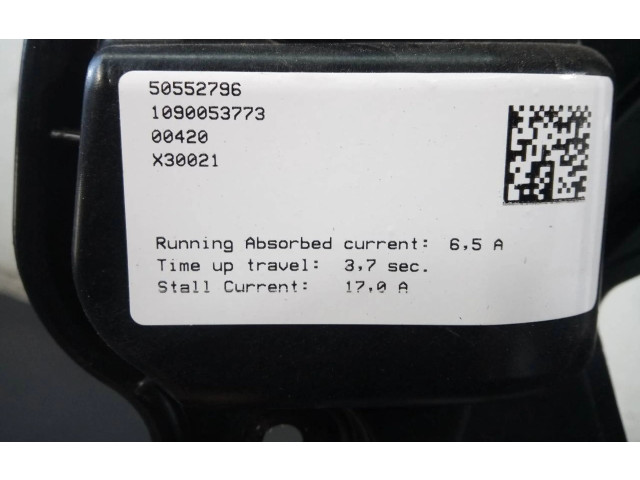 50552796
1090053773
00420
X30021
Running Absorbed current: 6,5 A
Time up travel: 3,7 sec.
Stall Current: 17,0 A